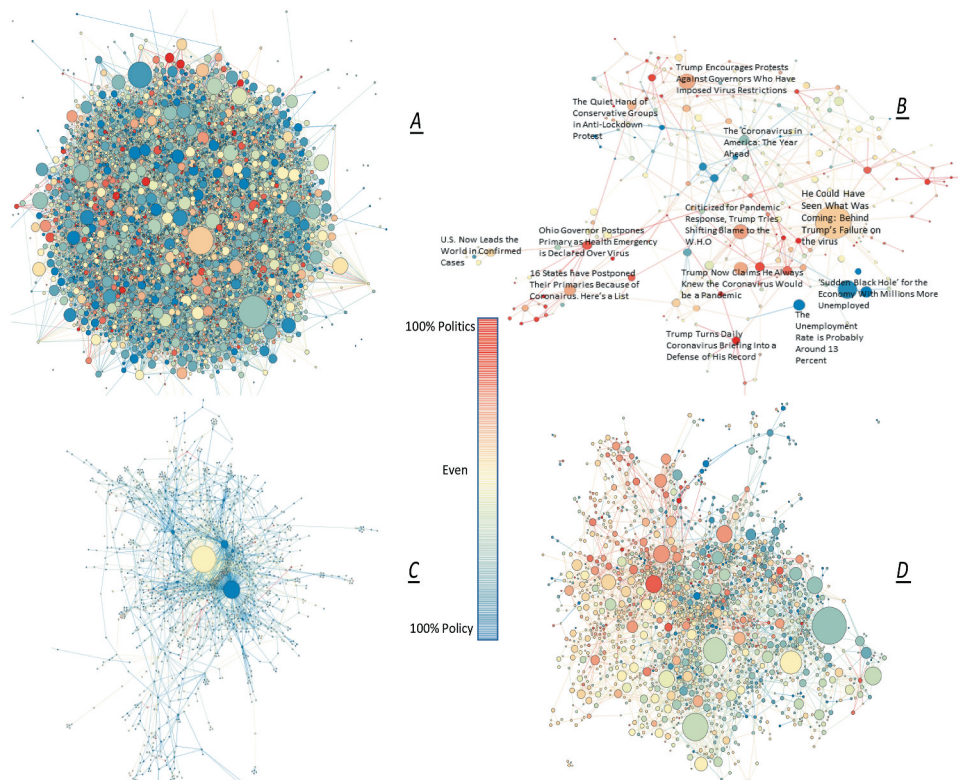 A
B
Trump Encourages Protests
Against Governors Who Have
Imposed Virus Restrictions
The Quiet Hand of
Conservative Groups
in Anti-Lockdown
Protest
The Coronavirus in
America: The Year
Ahead
He Could Have
Seen What Was
Coming: Behind
Trump's Failure on
the virus
Criticized for Pandemic
Response, Trump Tries
Shifting Blame to the
W.H.O
Ohio Governor Postpones
Primary as Health Emergency
is Declared Over Virus
U.S. Now Leads the
World in Confirmed
Cases
16 States have Postponed
Their Primaries Because of
Coronavirus. Here's a List
Trump Now Claims He Always
Knew the Coronavirus Would
be a Pandemic
'Sudden Black Hole' for the
Economy With Millions More
Unemployed
The
Unemployment
Rate is Probably
Around 13
Percent
Trump Turns Daily
Coronavirus Briefing Into a
Defense of His Record
100% Politics
Even
100% Policy
C
D